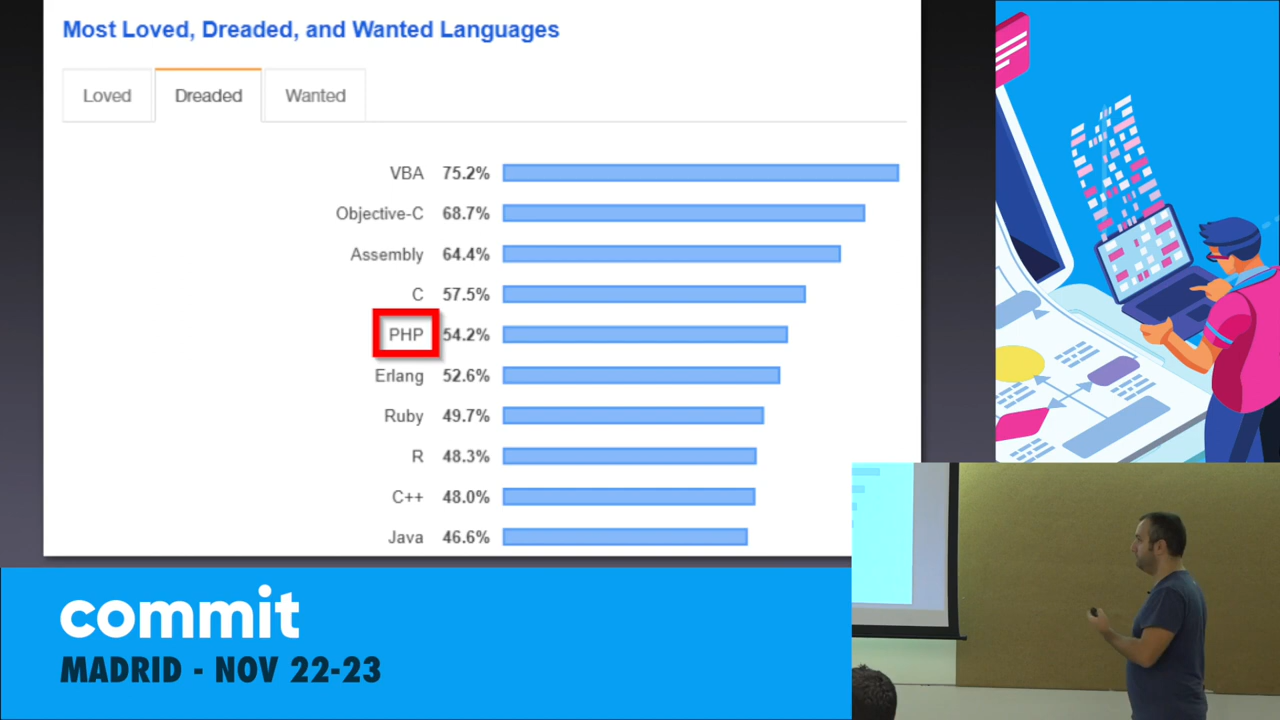 Most Loved, Dreaded, and Wanted Languages
Loved Dreaded Wanted
VBA 75.2%
Objective-C 68.7%
Assembly 64.4%
C 57.5%
PHP 54.2%
Erlang 52.6%
Ruby 49.7%
R 48.3%
C++ 48.0%
Java 46.6%
commit
MADRID - NOV 22-23